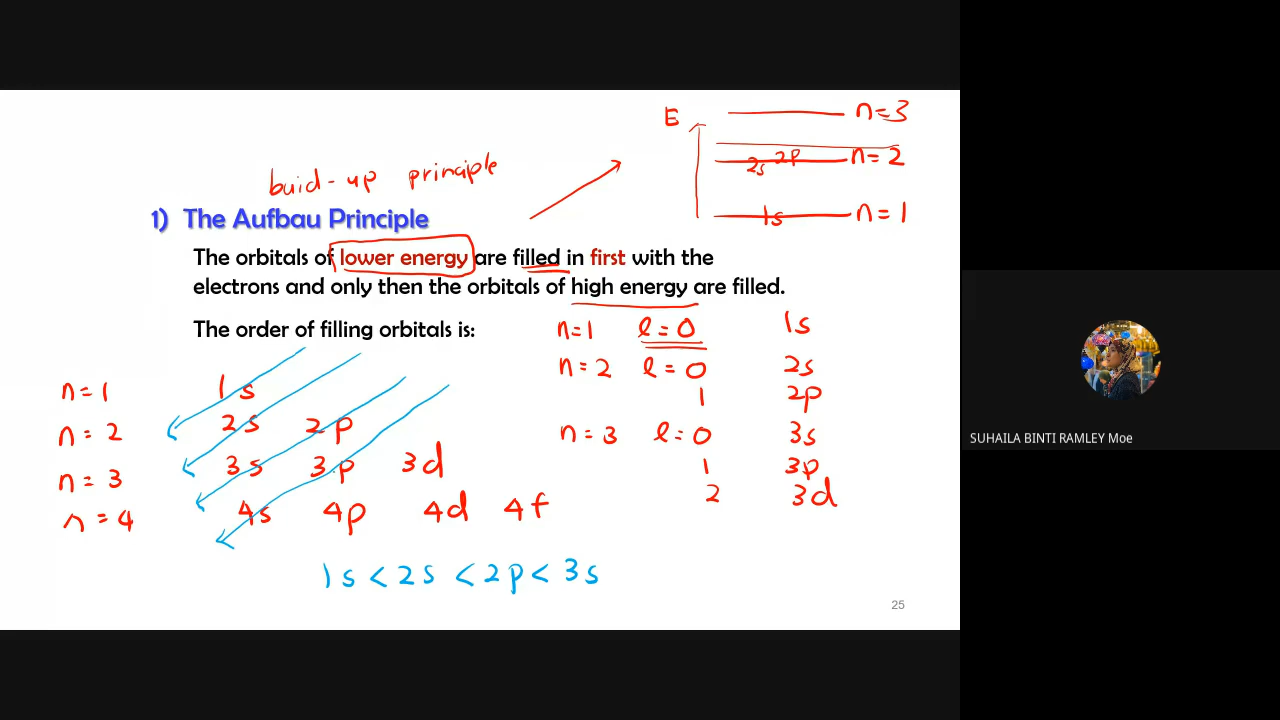 E
n=3
2s 2p n=2
1s n=1
buid-up principle
1) The Aufbau Principle
The orbitals of lower energy are filled in first with the
electrons and only then the orbitals of high energy are filled.
The order of filling orbitals is:
n=1 l=0 1s
n=2 l=0 2s
1 2p
n=3 l=0 3s
1 3p
2 3d
n=1 1s
n=2 2s 2p
n=3 3s 3p 3d
n=4 4s 4p 4d 4f
1s<2s<2p<3s
25
SUHAILA BINTI RAMLEY Moe